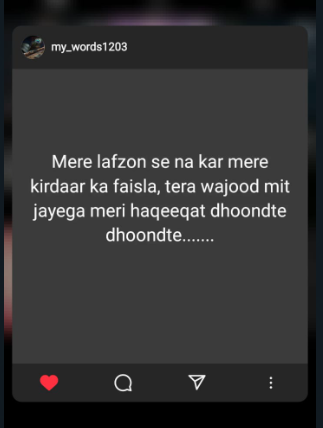 my_words1203
Mere lafzon se na kar mere
kirdaar ka faisla, tera wajood mit
jayega meri haqeeqat dhoondte
dhoondte.......